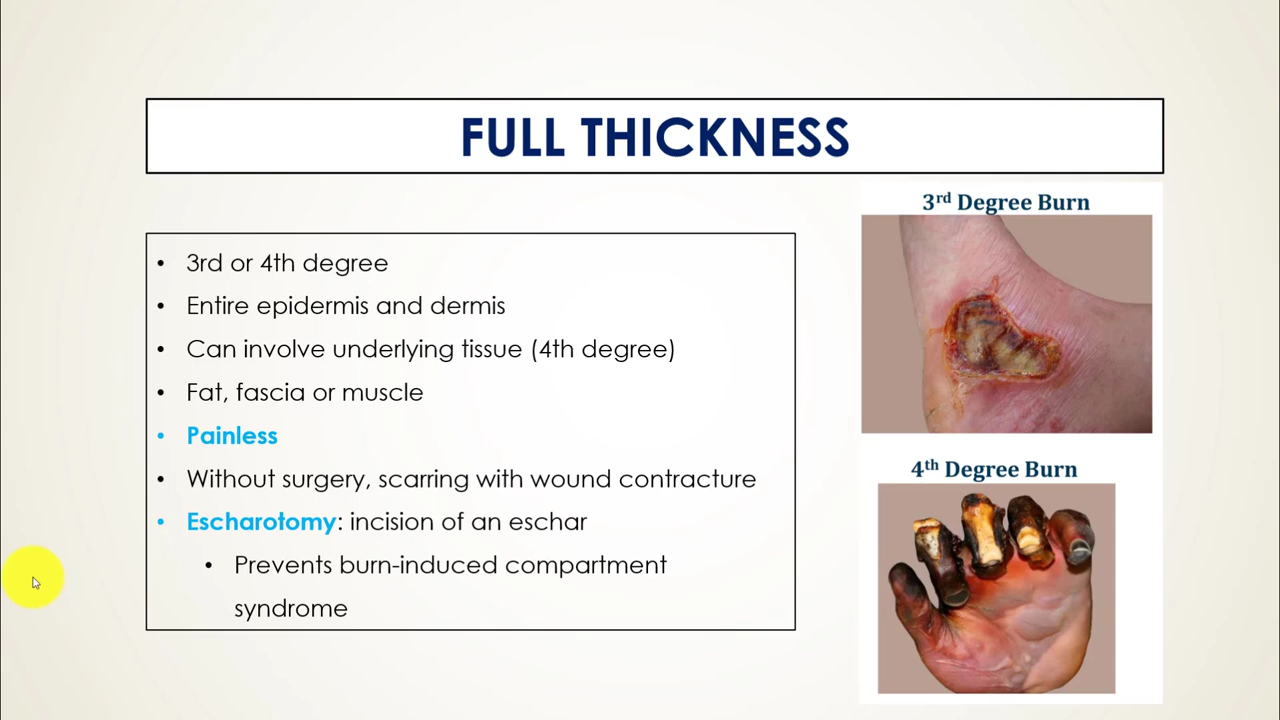 FULL THICKNESS
• 3rd or 4th degree
• Entire epidermis and dermis
• Can involve underlying tissue (4th degree)
• Fat, fascia or muscle
• Painless
• Without surgery, scarring with wound contracture
• Escharotomy: incision of an eschar
• Prevents burn-induced compartment
syndrome
3rd Degree Burn
4th Degree Burn